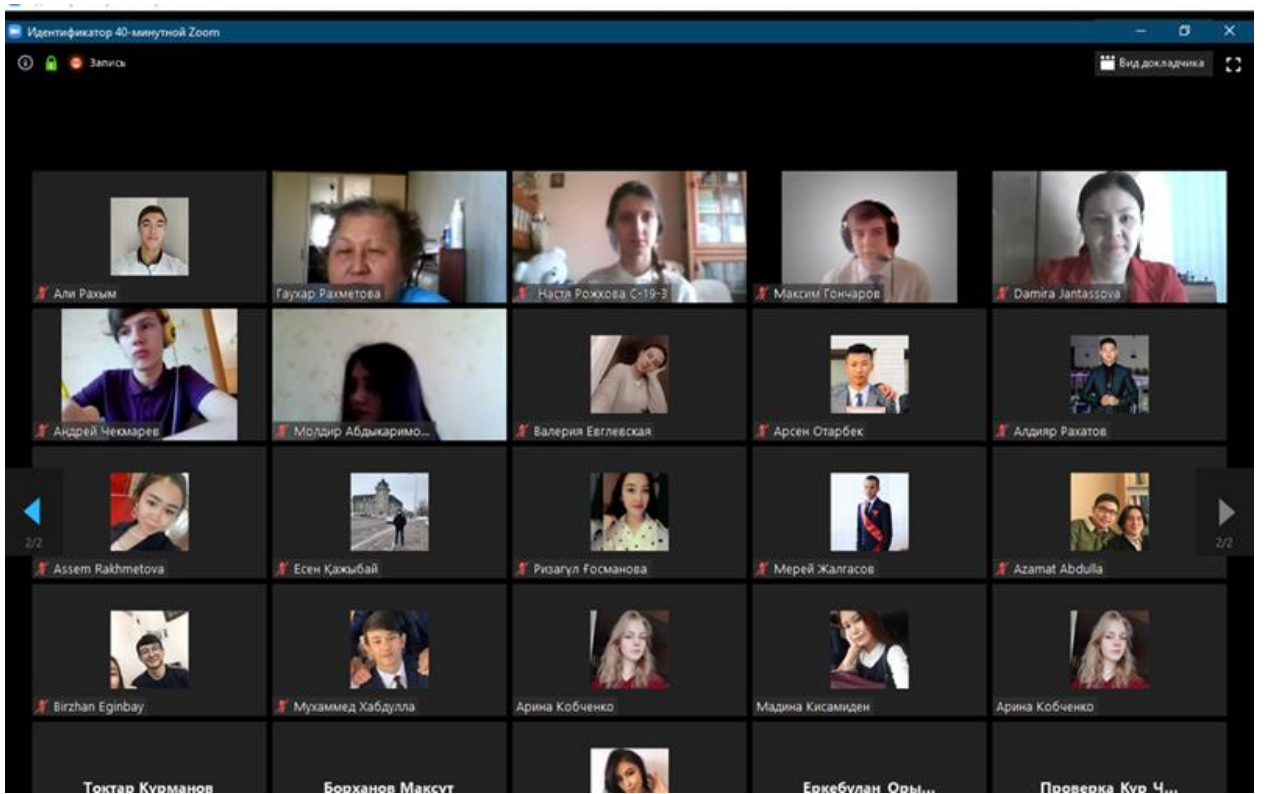 Идентификатор 40-минутной Zoom
Запись
Вид докладчика
Али Рахым
Гаухар Рахметова
Настя Рожкова С-19-3
Максим Гончаров
Damira Jantassova
Андрей Чекмарев
Молдир Абдыкаримо...
Валерия Евглевская
Арсен Отарбек
Алдияр Рахатов
2/2
2/2
Assem Rakhmetova
Есен Қажыбай
Ризагүл Ғосманова
Мерей Жалгасов
Azamat Abdulla
Birzhan Eginbay
Мухаммед Хабдулла
Арина Кобченко
Мадина Кисамиден
Арина Кобченко
Токтар Курманов
Борханов Максут
Еркебулан Оры...
Проверка Кур Ч...